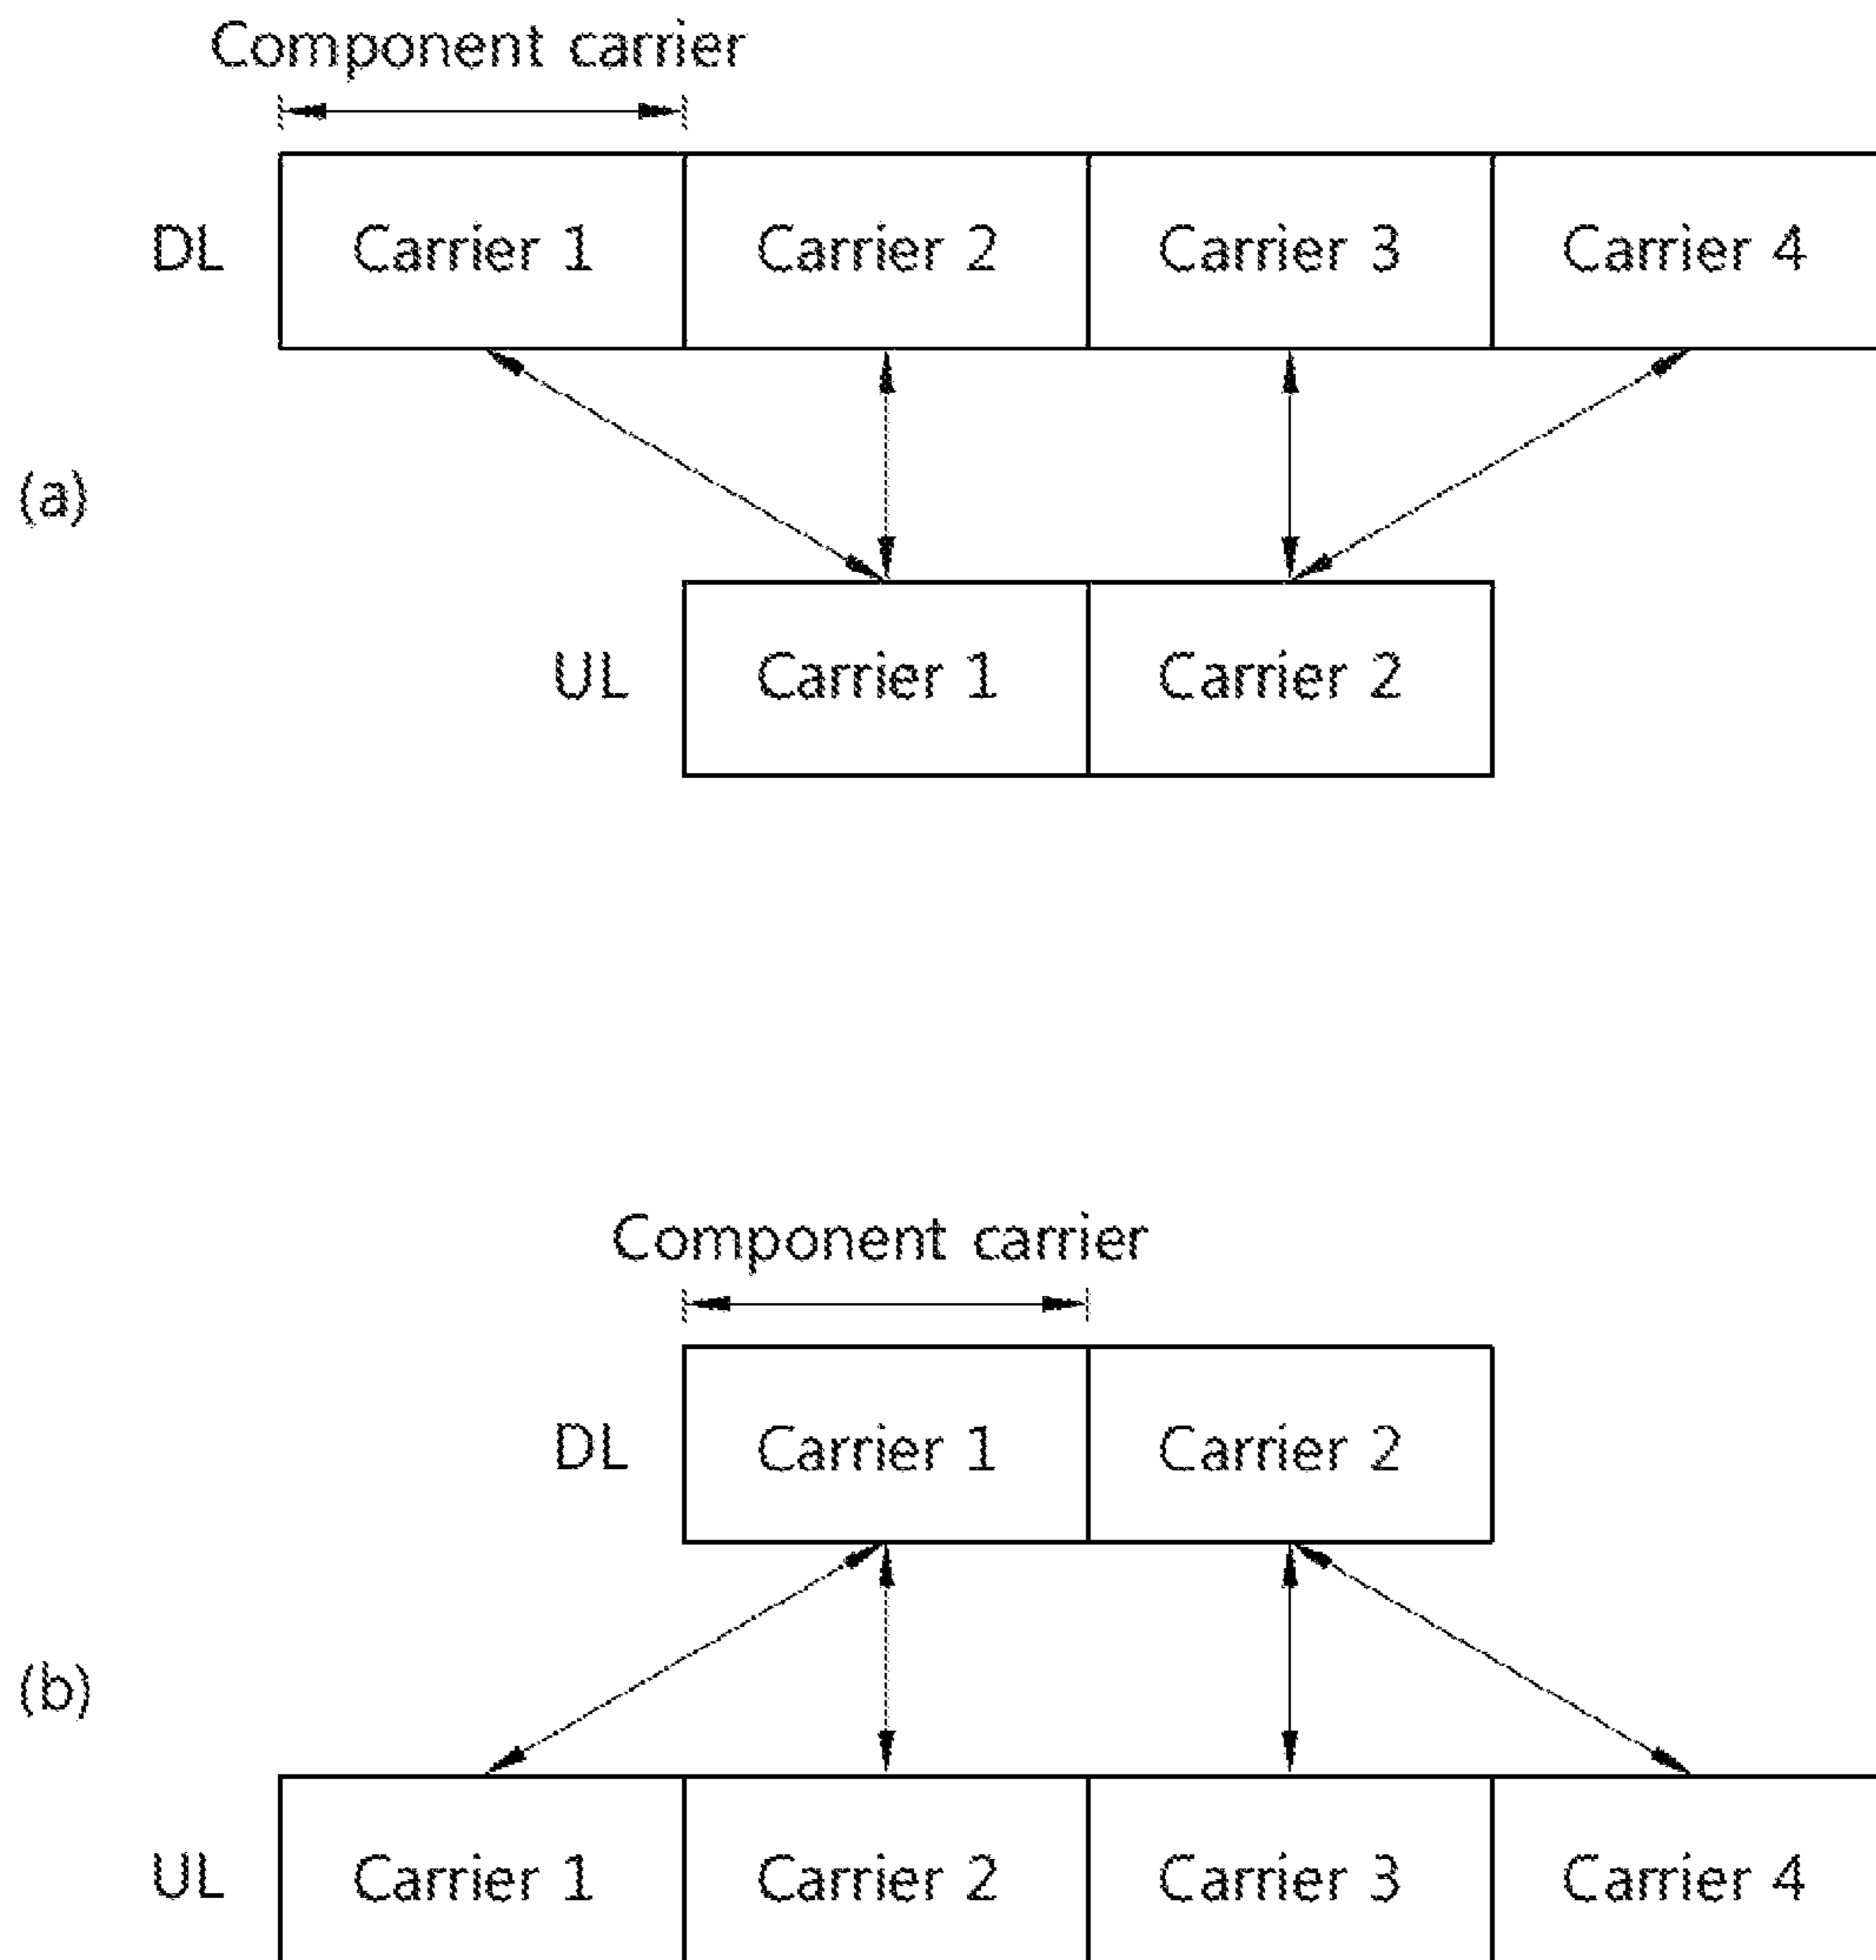 Component carrier
DL Carrier 1 Carrier 2 Carrier 3 Carrier 4
(a)
UL Carrier 1 Carrier 2
Component carrier
DL Carrier 1 Carrier 2
(b)
UL Carrier 1 Carrier 2 Carrier 3 Carrier 4